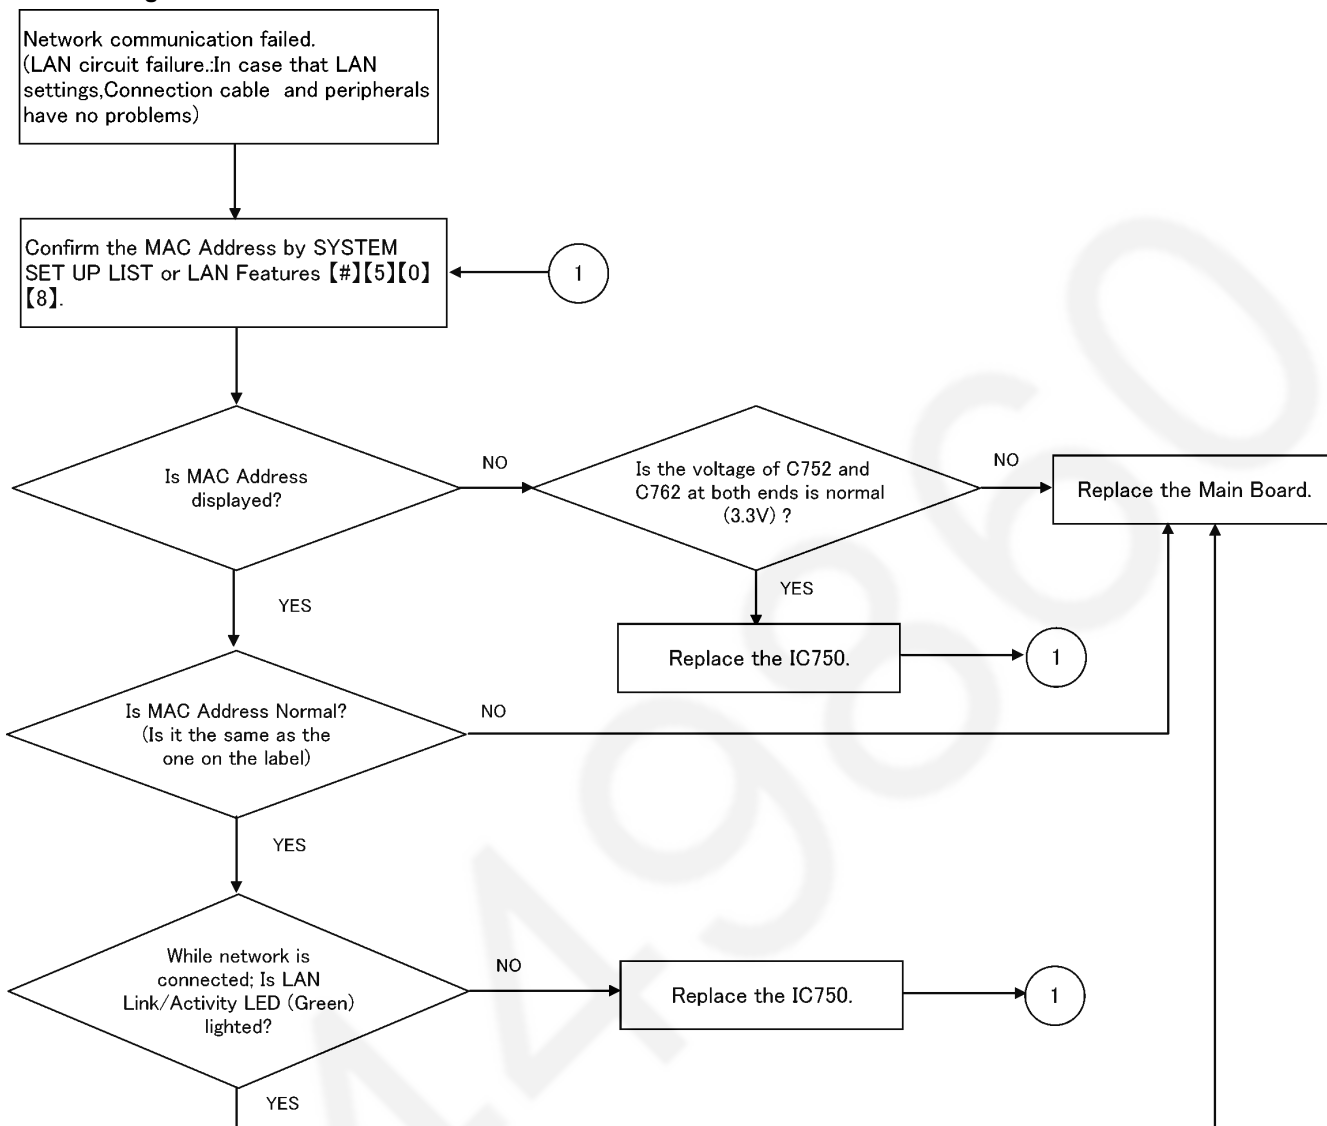 Network communication failed.
(LAN circuit failure.:In case that LAN
settings,Connection cable and peripherals
have no problems)
Confirm the MAC Address by SYSTEM
SET UP LIST or LAN Features 【#】【5】【0】
【8】.
1
Is MAC Address
displayed?
NO
Is the voltage of C752 and
C762 at both ends is normal
(3.3V) ?
NO
Replace the Main Board.
YES
YES
Replace the IC750.
1
Is MAC Address Normal?
(Is it the same as the
one on the label)
NO
YES
While network is
connected; Is LAN
Link/Activity LED (Green)
lighted?
NO
Replace the IC750.
1
YES